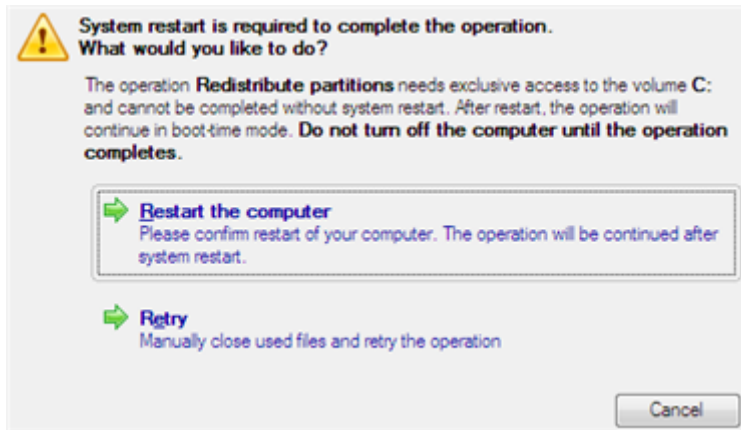 System restart is required to complete the operation.
What would you like to do?
The operation Redistribute partitions needs exclusive access to the volume C:
and cannot be completed without system restart. After restart, the operation will
continue in boot-time mode. Do not turn off the computer until the operation
completes.
Restart the computer
Please confirm restart of your computer. The operation will be continued after
system restart.
Retry
Manually close used files and retry the operation
Cancel